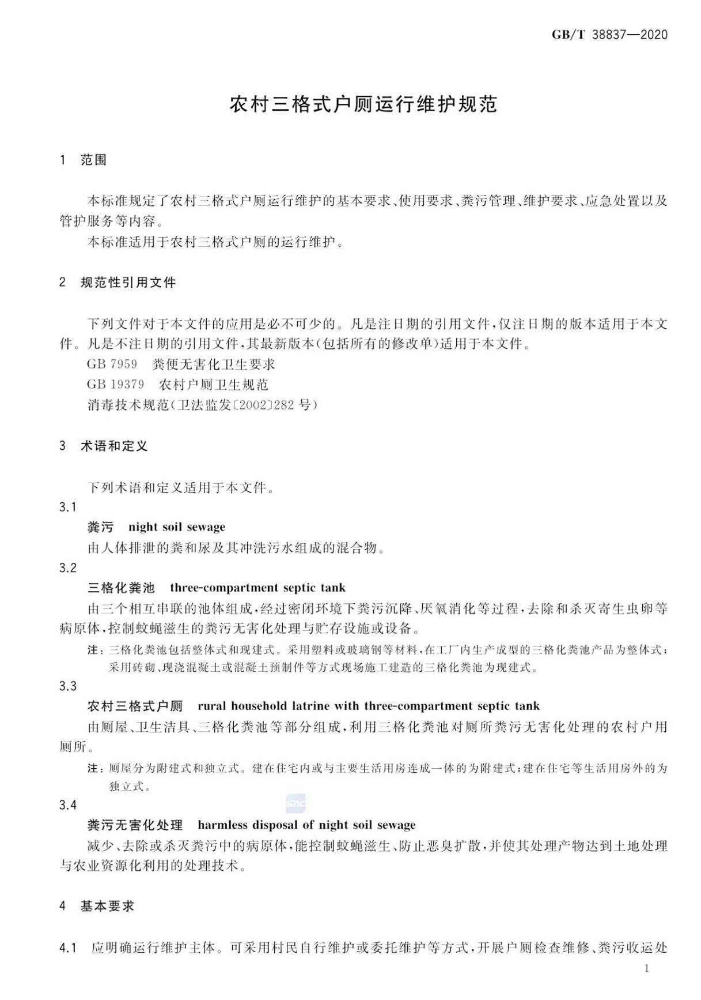 GB/T 38837—2020
农村三格式户厕运行维护规范
1 范围
本标准规定了农村三格式户厕运行维护的基本要求、使用要求、粪污管理、维护要求、应急处置以及
管护服务等内容。
本标准适用于农村三格式户厕的运行维护。
2 规范性引用文件
下列文件对于本文件的应用是必不可少的。凡是注日期的引用文件,仅注日期的版本适用于本文
件。凡是不注日期的引用文件,其最新版本(包括所有的修改单)适用于本文件。
GB 7959 粪便无害化卫生要求
GB 19379 农村户厕卫生规范
消毒技术规范(卫法监发〔2002〕282 号)
3 术语和定义
下列术语和定义适用于本文件。
3.1
粪污 night soil sewage
由人体排泄的粪和尿及其冲洗污水组成的混合物。
3.2
三格化粪池 three-compartment septic tank
由三个相互串联的池体组成,经过密闭环境下粪污沉降、厌氧消化等过程,去除和杀灭寄生虫卵等
病原体,控制蚊蝇滋生的粪污无害化处理与贮存设施或设备。
注:三格化粪池包括整体式和现建式。采用塑料或玻璃钢等材料,在工厂内生产成型的三格化粪池产品为整体式;
采用砖砌、现浇混凝土或混凝土预制件等方式现场施工建造的三格化粪池为现建式。
3.3
农村三格式户厕 rural household latrine with three-compartment septic tank
由厕屋、卫生洁具、三格化粪池等部分组成,利用三格化粪池对厕所粪污无害化处理的农村户用
厕所。
注:厕屋分为附建式和独立式。建在住宅内或与主要生活用房连成一体的为附建式;建在住宅等生活用房外的为
独立式。
3.4
SAC
粪污无害化处理 harmless disposal of night soil sewage
减少、去除或杀灭粪污中的病原体,能控制蚊蝇滋生、防止恶臭扩散,并使其处理产物达到土地处理
与农业资源化利用的处理技术。
4 基本要求
4.1 应明确运行维护主体。可采用村民自行维护或委托维护等方式,开展户厕检查维修、粪污收运处
1